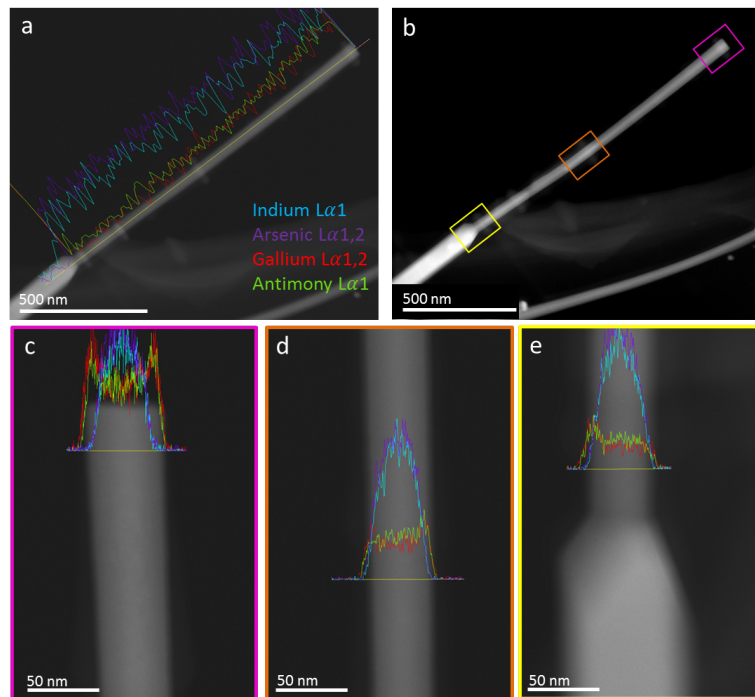 a
Indium Lα1
Arsenic Lα1,2
Gallium Lα1,2
Antimony Lα1
500 nm
b
500 nm
c
50 nm
d
50 nm
e
50 nm